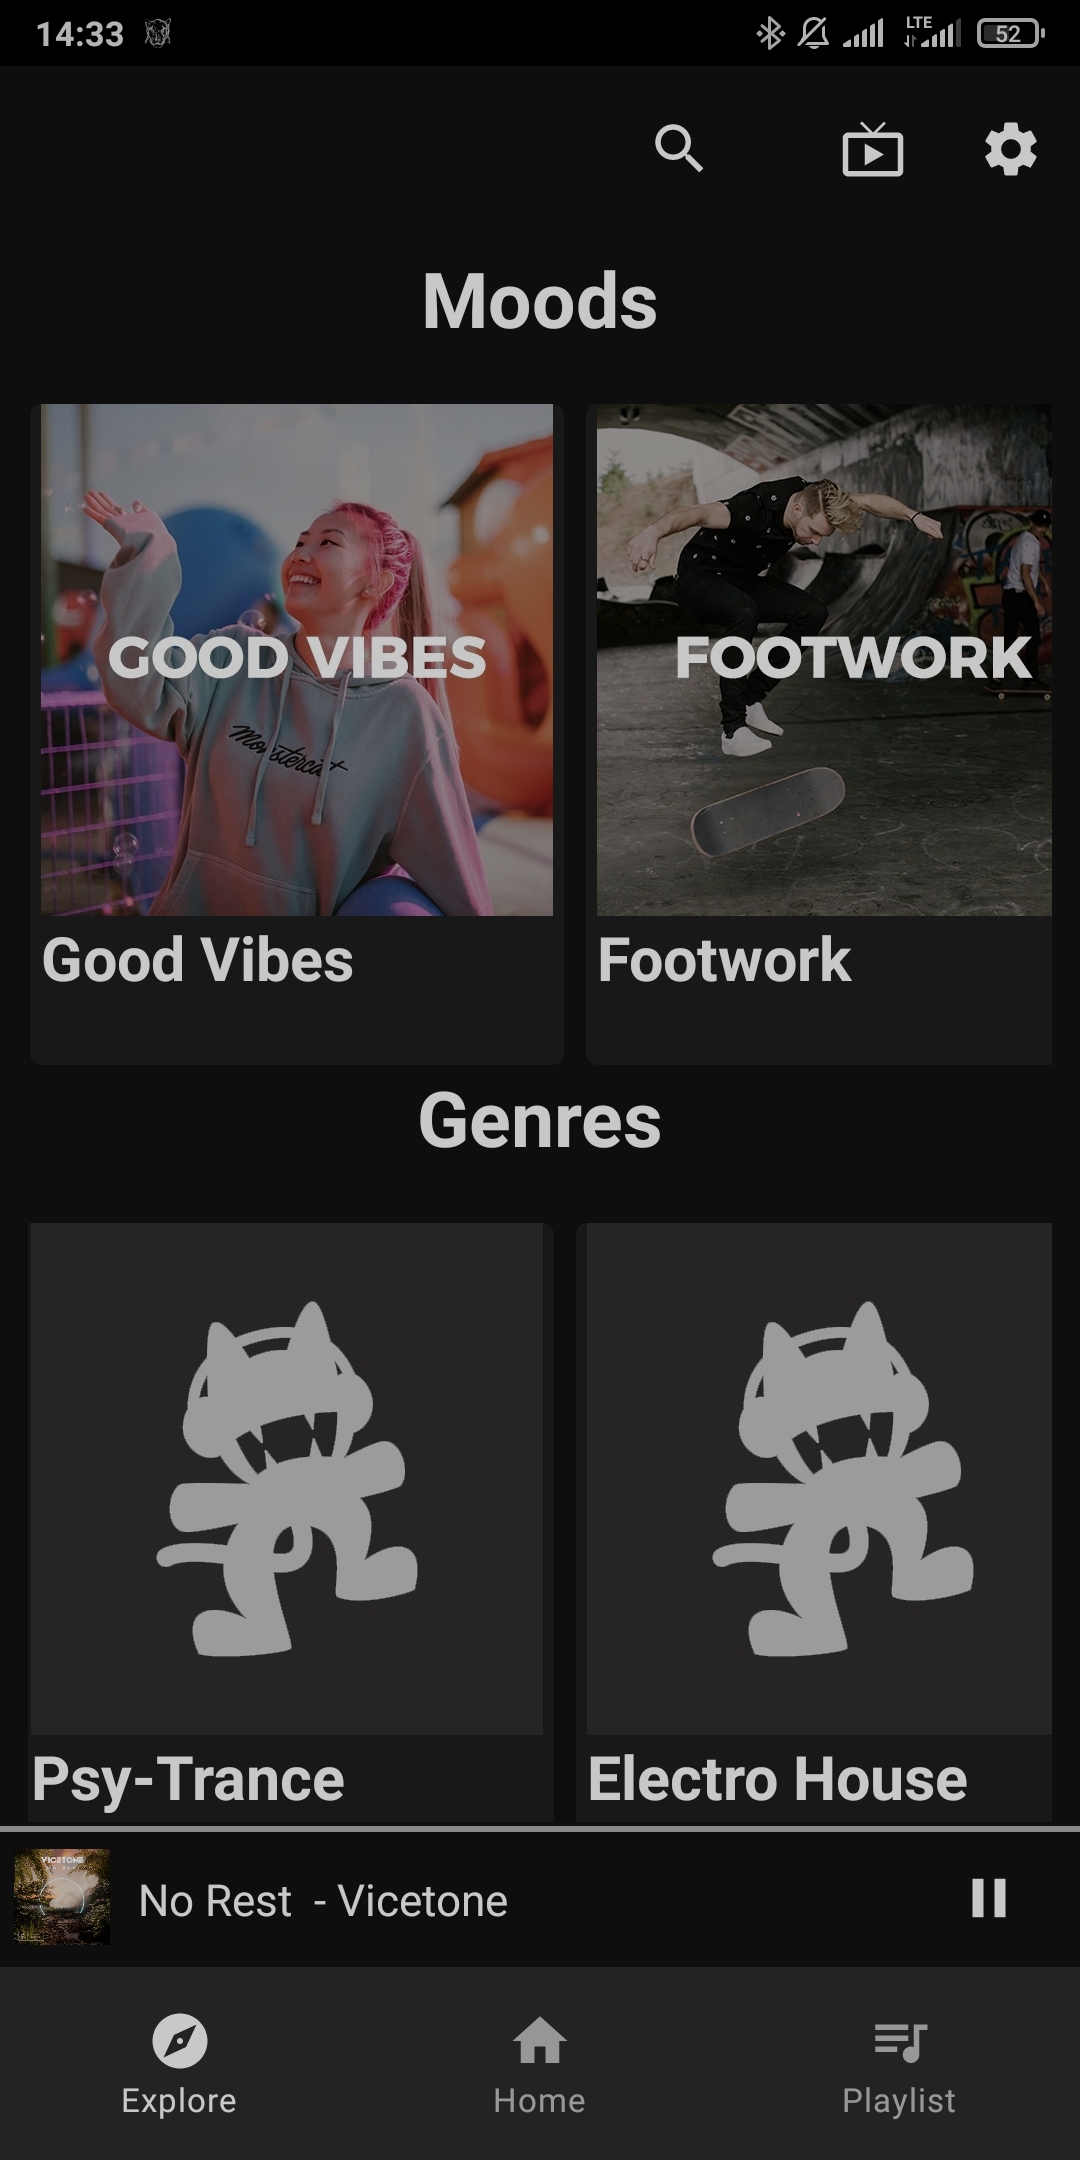 14:33
LTE
52
Moods
GOOD VIBES
FOOTWORK
Monstercat
Good Vibes
Footwork
Genres
Psy-Trance
Electro House
VICETONE
No Rest - Vicetone
Explore
Home
Playlist